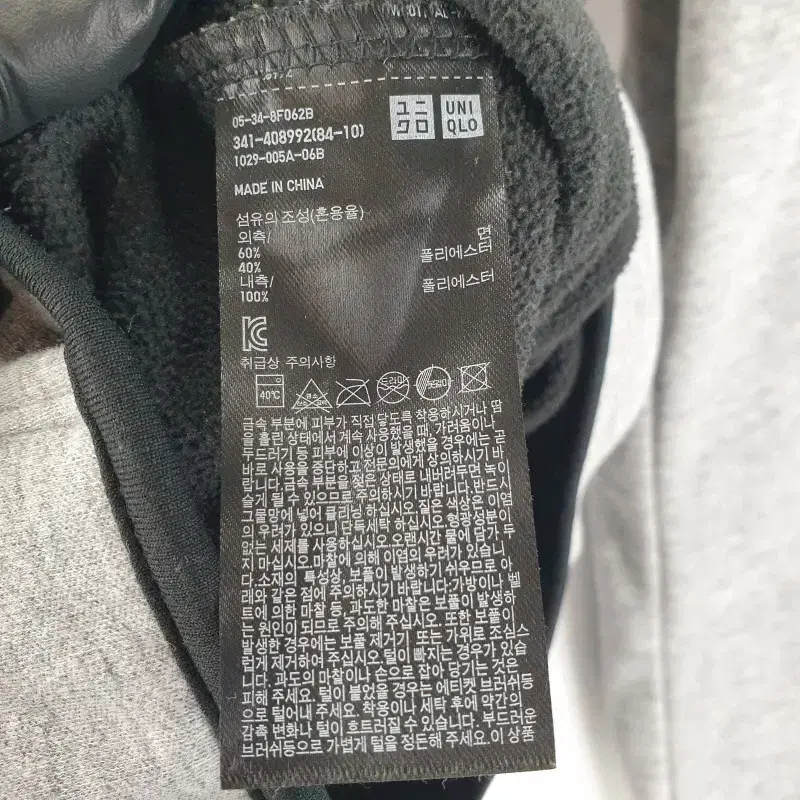 05-34-8F062B
341-408992(84-10)
1029-005A-06B
ユニクロ
UNIQLO
MADE IN CHINA
섬유의 조성(혼용율)
외측/ 면
60% 폴리에스터
40%
내측/ 폴리에스터
100%
취급상 주의사항
40℃ 드라이
금속 부분에 피부가 직접 닿도록 착용하시거나 땀
을 흘린 상태에서 계속 사용했을 때, 가려움이나
두드러기 등 피부에 이상이 발생했을 경우에는 곧
바로 사용을 중단하고 전문의에게 상의하시기 바
랍니다.금속 부분을 젖은 상태로 내버려두면 녹이
슬게 될 수 있으므로 주의하시기 바랍니다.반드시
그물망에 넣어 클리닝 하십시오.짙은 색상은 이염
의 우려가 있으니 단독세탁 하십시오.형광성분이
없는 세제를 사용하십시오.오랜시간 물에 담가 두
지 마십시오.마찰에 의해 이염의 우려가 있습니
다.소재의 특성상, 보풀이 발생하기 쉬우므로 아
래와 같은 점에 주의하시기 바랍니다:가방이나 벨
트에 의한 마찰 등, 과도한 마찰은 보풀이 발생하
는 원인이 되므로 주의해 주십시오. 또한 보풀이
발생한 경우에는 보풀 제거기 또는 가위로 조심스
럽게 제거하여 주십시오.털이 빠지는 경우가 있습
니다. 과도의 마찰이나 손으로 잡아 당기는 것은
피해 주세요. 털이 붙었을 경우는 에티켓 브러쉬등
으로 털어내 주세요. 착용이나 세탁 후에 약간의
감촉 변화나 털이 흐트러질 수 있습니다. 부드러운
브러쉬등으로 가볍게 털을 정돈해 주세요.이 상품